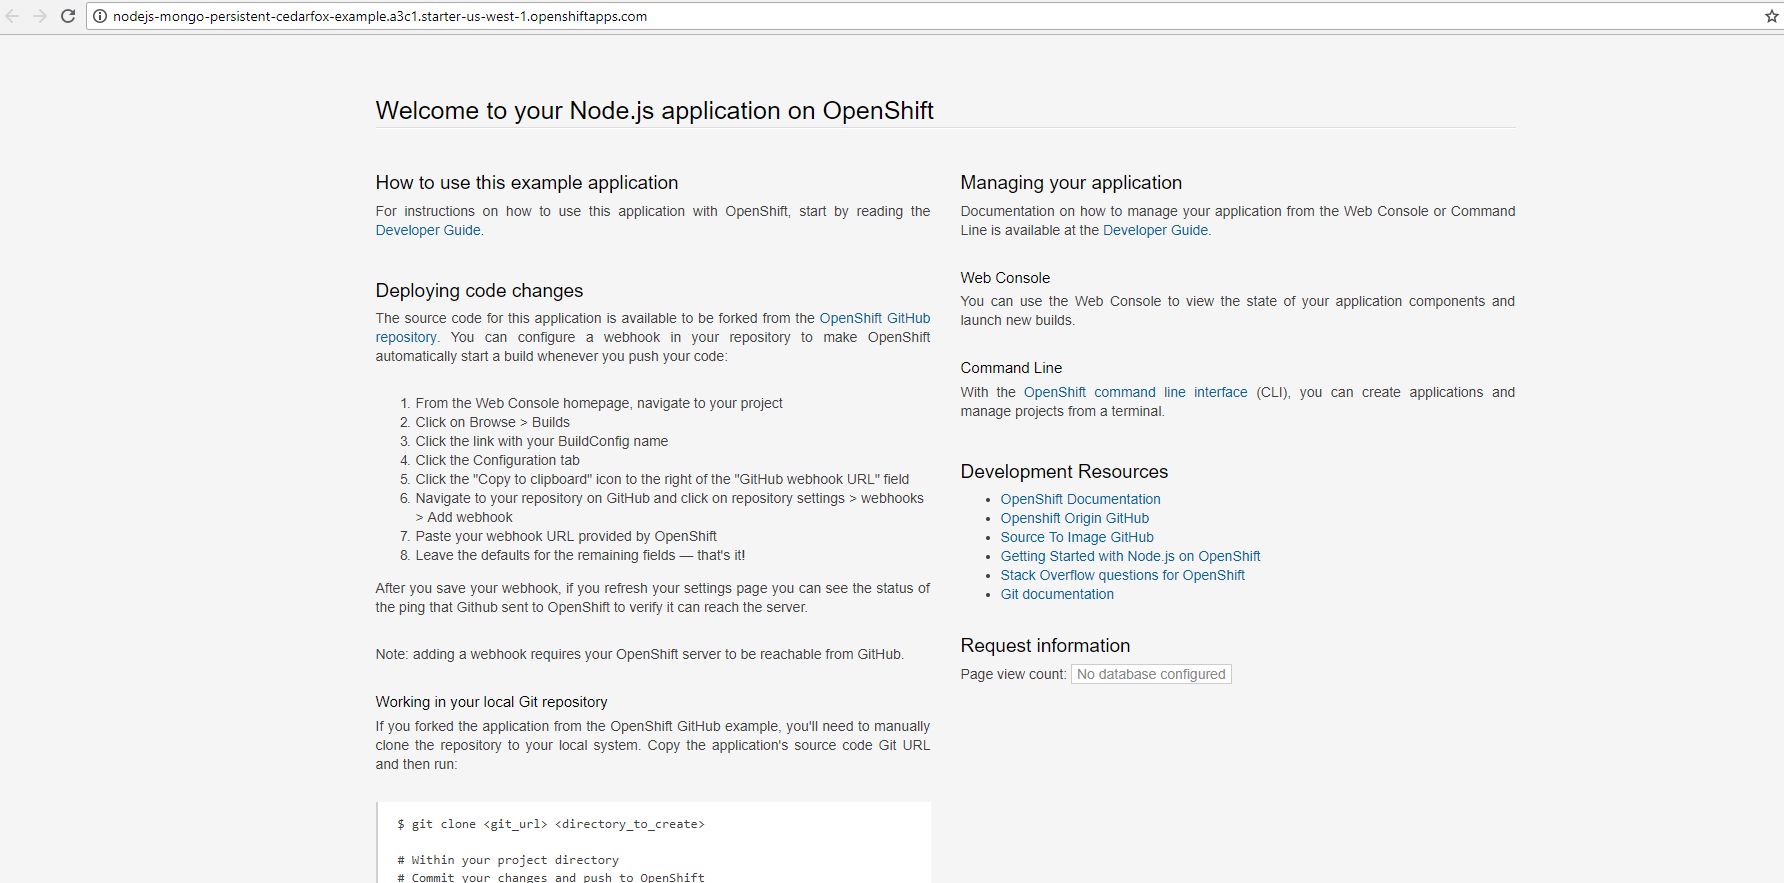 nodejs-mongo-persistent-cedarfox-example.a3c1.starter-us-west-1.openshiftapps.com
Welcome to your Node.js application on OpenShift
How to use this example application
For instructions on how to use this application with OpenShift, start by reading the
Developer Guide.
Deploying code changes
The source code for this application is available to be forked from the OpenShift GitHub
repository. You can configure a webhook in your repository to make OpenShift
automatically start a build whenever you push your code:
1. From the Web Console homepage, navigate to your project
2. Click on Browse > Builds
3. Click the link with your BuildConfig name
4. Click the Configuration tab
5. Click the "Copy to clipboard" icon to the right of the "GitHub webhook URL" field
6. Navigate to your repository on GitHub and click on repository settings > webhooks
> Add webhook
7. Paste your webhook URL provided by OpenShift
8. Leave the defaults for the remaining fields — that's it!
After you save your webhook, if you refresh your settings page you can see the status of
the ping that Github sent to OpenShift to verify it can reach the server.
Note: adding a webhook requires your OpenShift server to be reachable from GitHub.
Working in your local Git repository
If you forked the application from the OpenShift GitHub example, you'll need to manually
clone the repository to your local system. Copy the application's source code Git URL
and then run:
$ git clone <git_url> <directory_to_create>
# Within your project directory
# Commit your changes and push to OpenShift
Managing your application
Documentation on how to manage your application from the Web Console or Command
Line is available at the Developer Guide.
Web Console
You can use the Web Console to view the state of your application components and
launch new builds.
Command Line
With the OpenShift command line interface (CLI), you can create applications and
manage projects from a terminal.
Development Resources
• OpenShift Documentation
• Openshift Origin GitHub
• Source To Image GitHub
• Getting Started with Node.js on OpenShift
• Stack Overflow questions for OpenShift
• Git documentation
Request information
Page view count: No database configured